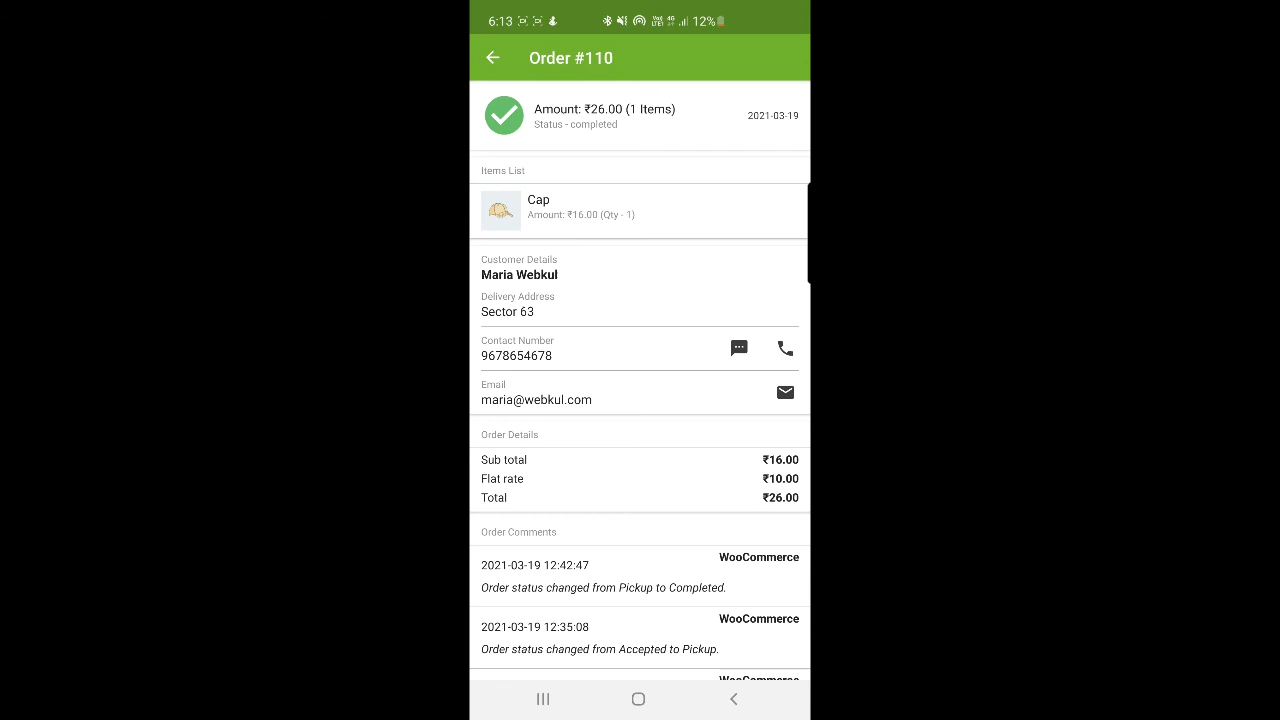 6:13 12%
Order #110
Amount: ₹26.00 (1 Items)
Status - completed
2021-03-19
Items List
Cap
Amount: ₹16.00 (Qty - 1)
Customer Details
Maria Webkul
Delivery Address
Sector 63
Contact Number
9678654678
Email
maria@webkul.com
Order Details
Sub total ₹16.00
Flat rate ₹10.00
Total ₹26.00
Order Comments
WooCommerce
2021-03-19 12:42:47
Order status changed from Pickup to Completed.
WooCommerce
2021-03-19 12:35:08
Order status changed from Accepted to Pickup.
WooCommerce